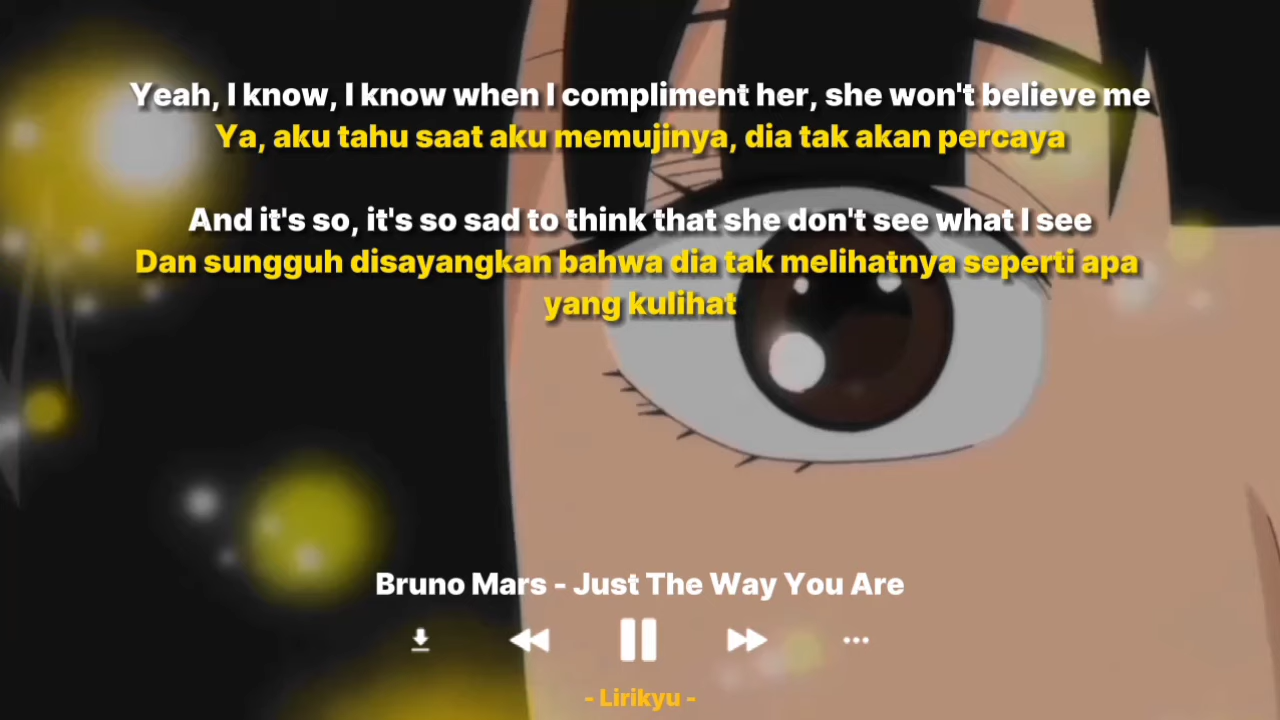 Yeah, I know, I know when I compliment her, she won't believe me
Ya, aku tahu saat aku memujinya, dia tak akan percaya
And it's so, it's so sad to think that she don't see what I see
Dan sungguh disayangkan bahwa dia tak melihatnya seperti apa
yang kulihat
Bruno Mars - Just The Way You Are
- Lirikyu -